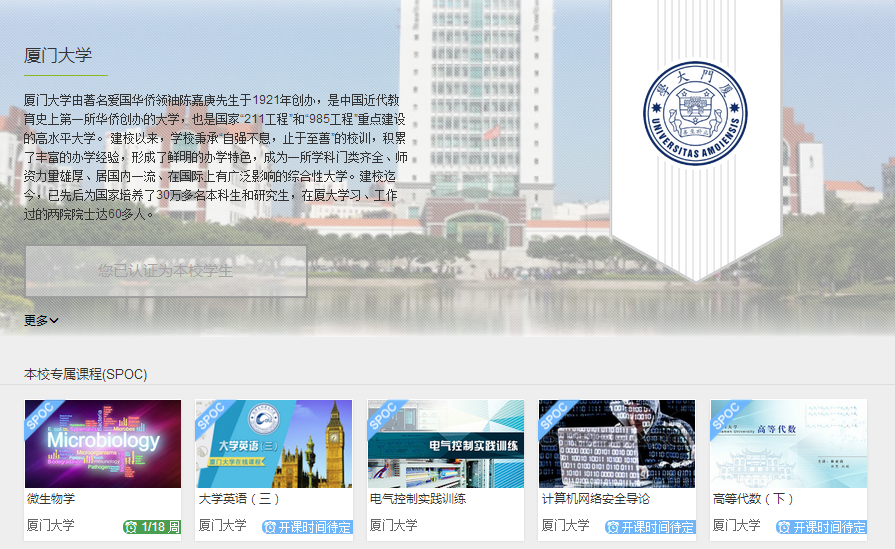 厦门大学
厦门大学由著名爱国华侨领袖陈嘉庚先生于1921年创办，是中国近代教
育史上第一所华侨创办的大学，也是国家“211工程”和“985工程”重点建设
的高水平大学。建校以来，学校秉承“自强不息，止于至善”的校训，积累
了丰富的办学经验，形成了鲜明的办学特色，成为一所学科门类齐全、师
资力量雄厚、居国内一流、在国际上有广泛影响的综合性大学。建校迄
今，已先后为国家培养了30万多名本科生和研究生，在厦大学习、工作
过的两院院士达60多人。
學大門廈
UNIVERSITAS AMOIENSIS
您已认证为本校学生
更多
本校专属课程(SPOC)
SPOC
Microbiology
微生物学
厦门大学
1/18 周
SPOC
大学英语(三)
厦门大学在线课程
大学英语（三）
厦门大学
开课时间待定
SPOC
电气控制实践训练
电气控制实践训练
厦门大学
SPOC
计算机网络安全导论
厦门大学
开课时间待定
SPOC
高等代数
高等代数（下）
厦门大学
开课时间待定